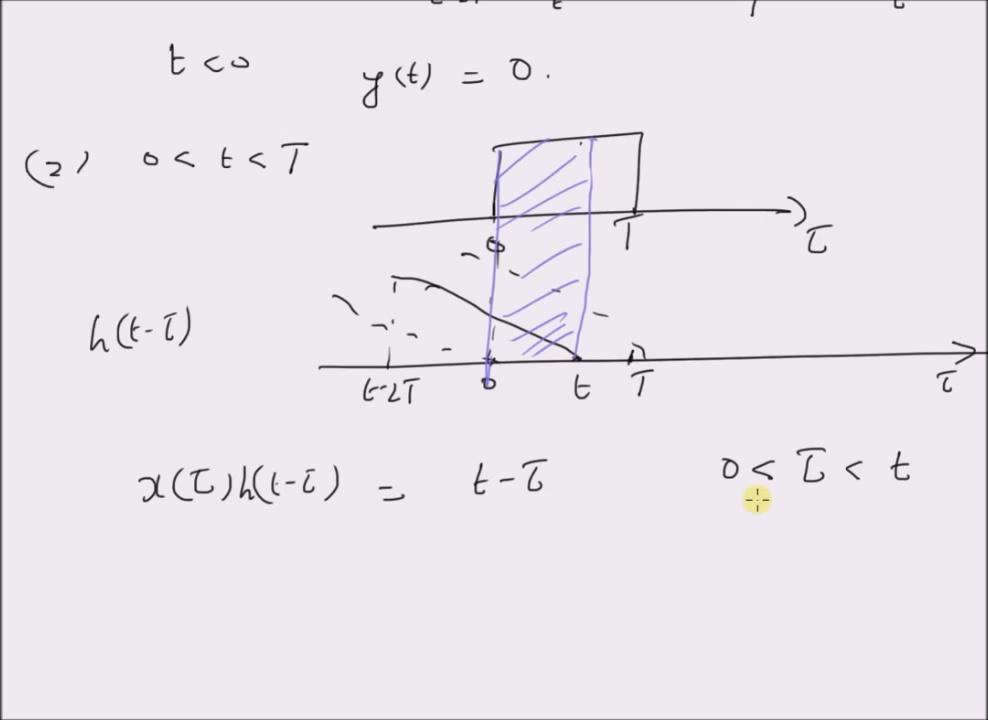 t < 0 y(t) = 0.
(2) 0 < t < T
0 T τ
h(t-τ)
t-2T 0 t T τ
x(τ)h(t-τ) = t-τ 0 < τ < t